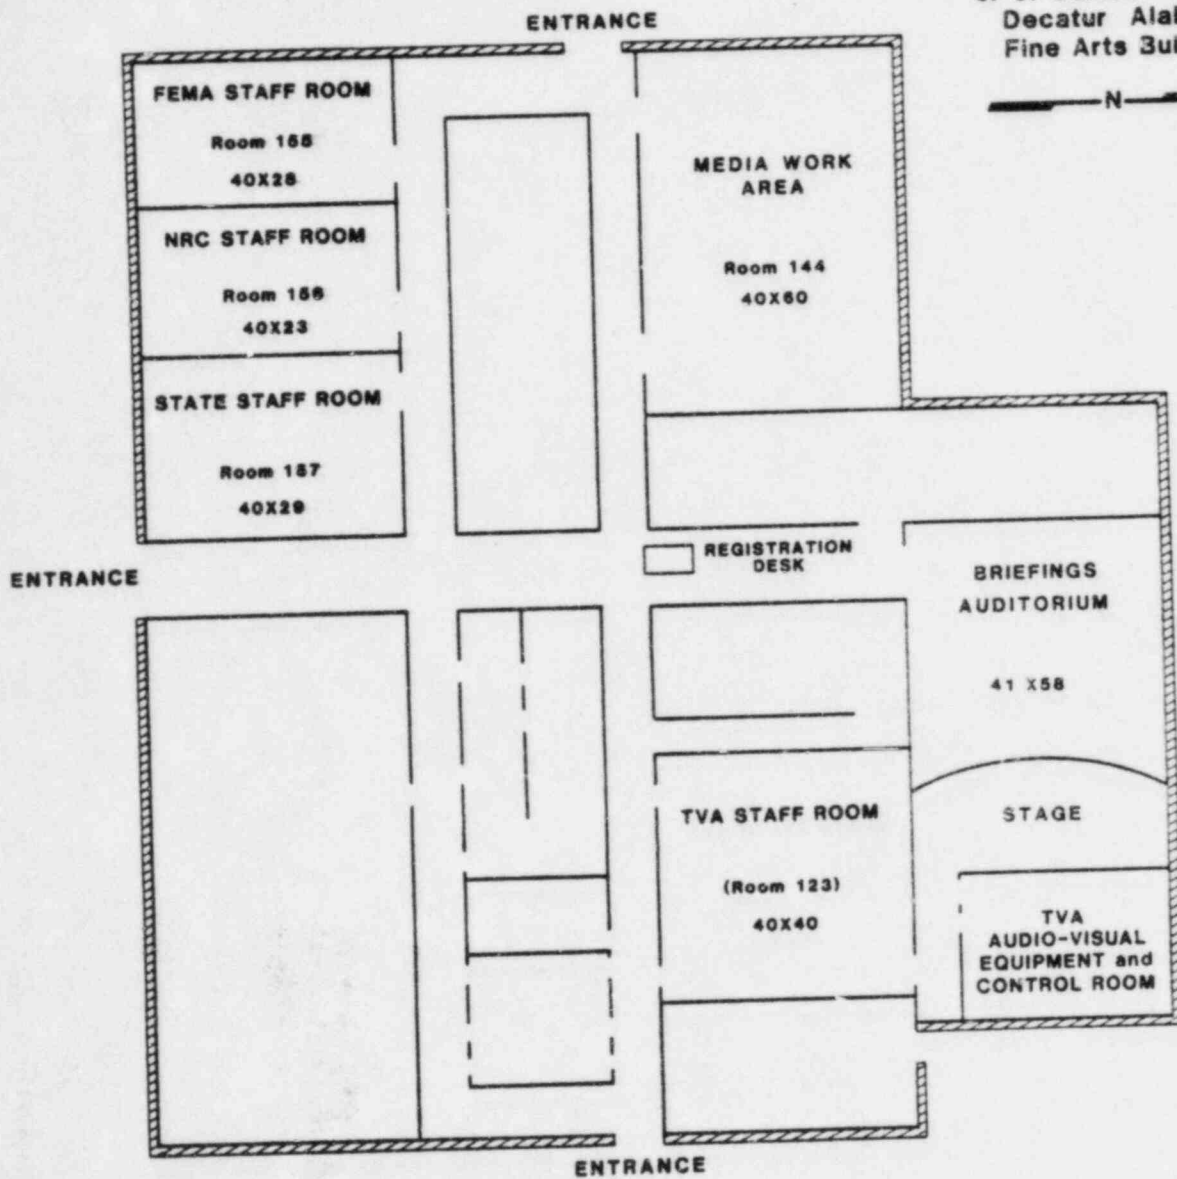 ENTRANCE
Decatur
Fine Arts
N
FEMA STAFF ROOM
Room 155
40X28
NRC STAFF ROOM
Room 156
40X23
STATE STAFF ROOM
Room 157
40X29
MEDIA WORK
AREA
Room 144
40X60
ENTRANCE
REGISTRATION
DESK
BRIEFINGS
AUDITORIUM
41 X58
STAGE
TVA STAFF ROOM
(Room 123)
40X40
TVA
AUDIO-VISUAL
EQUIPMENT and
CONTROL ROOM
ENTRANCE